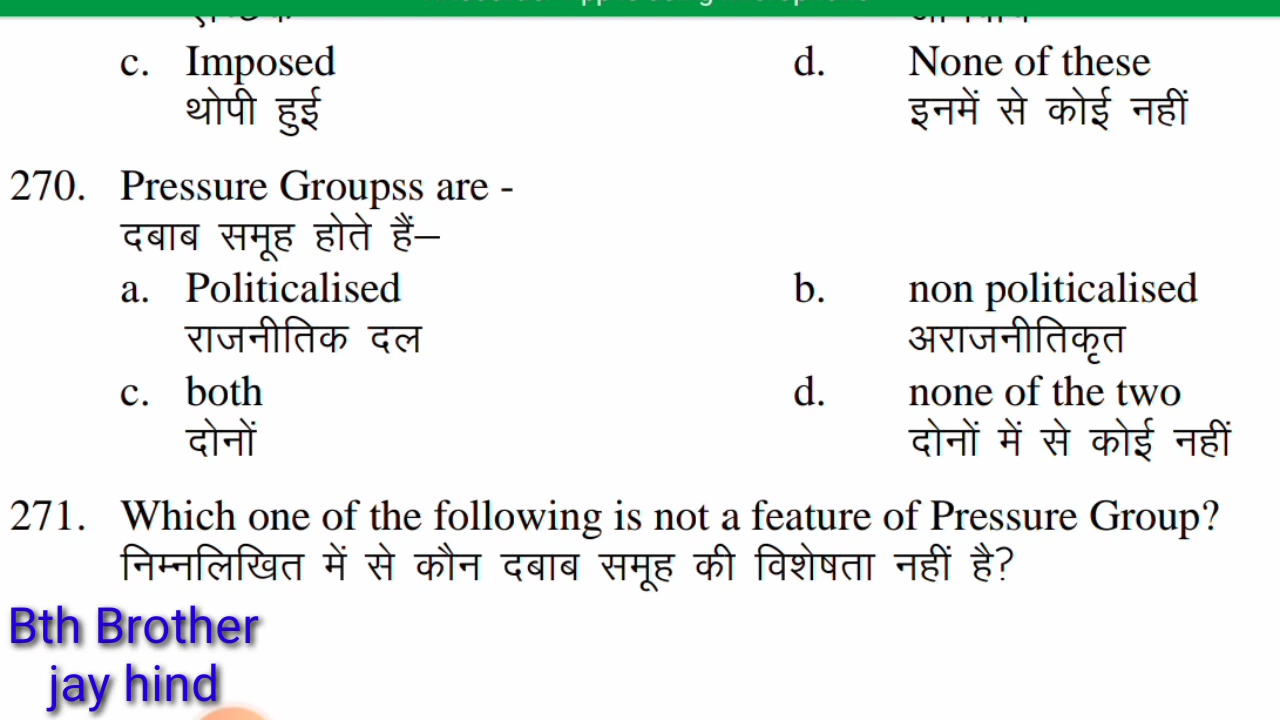 c. Imposed d. None of these
थोपी हुई इनमें से कोई नहीं
270. Pressure Groupss are -
दबाब समूह होते हैं–
a. Politicalised b. non politicalised
राजनीतिक दल अराजनीतिकृत
c. both d. none of the two
दोनों दोनों में से कोई नहीं
271. Which one of the following is not a feature of Pressure Group?
निम्नलिखित में से कौन दबाब समूह की विशेषता नहीं है?
Bth Brother
jay hind